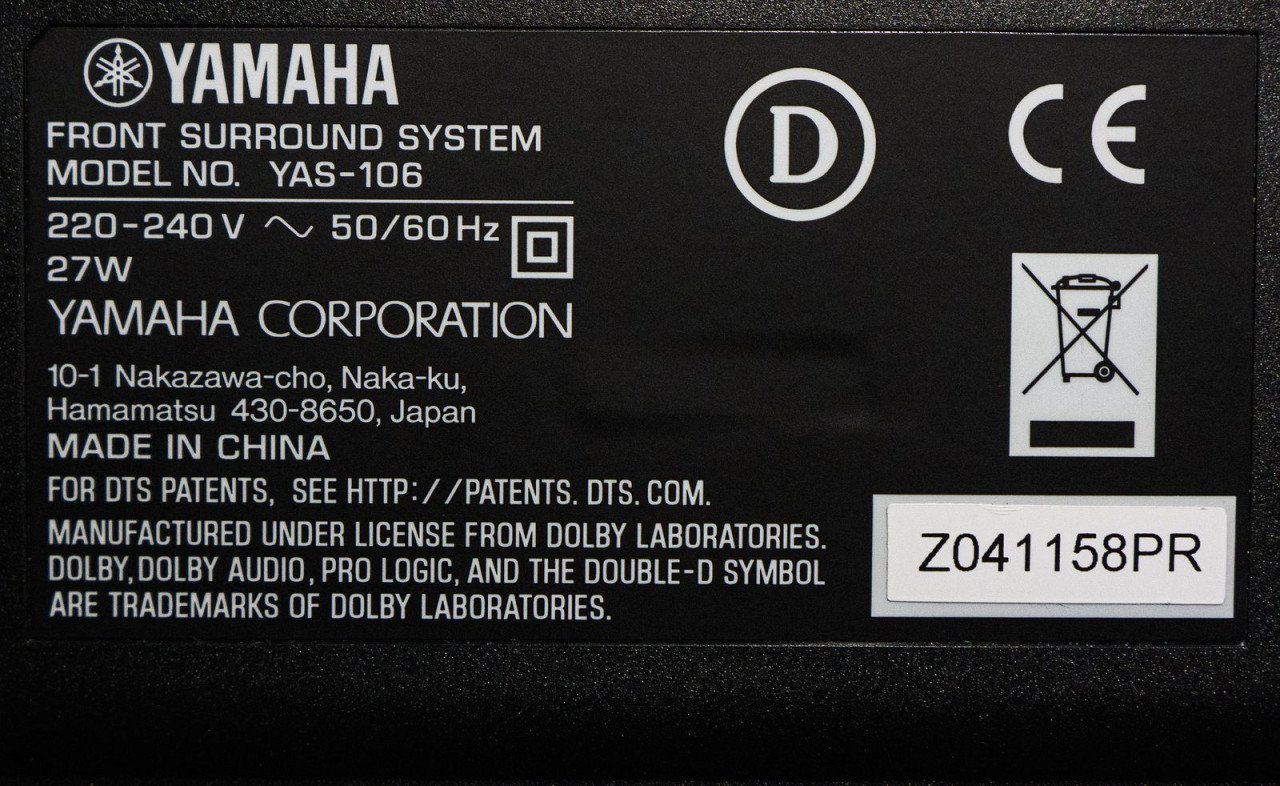 YAMAHA
FRONT SURROUND SYSTEM
MODEL NO. YAS-106
220-240 V ~ 50/60 Hz
27W
YAMAHA CORPORATION
10-1 Nakazawa-cho, Naka-ku,
Hamamatsu 430-8650, Japan
MADE IN CHINA
FOR DTS PATENTS, SEE HTTP://PATENTS.DTS.COM.
MANUFACTURED UNDER LICENSE FROM DOLBY LABORATORIES.
DOLBY, DOLBY AUDIO, PRO LOGIC, AND THE DOUBLE-D SYMBOL
ARE TRADEMARKS OF DOLBY LABORATORIES.
D
CE
Z041158PR